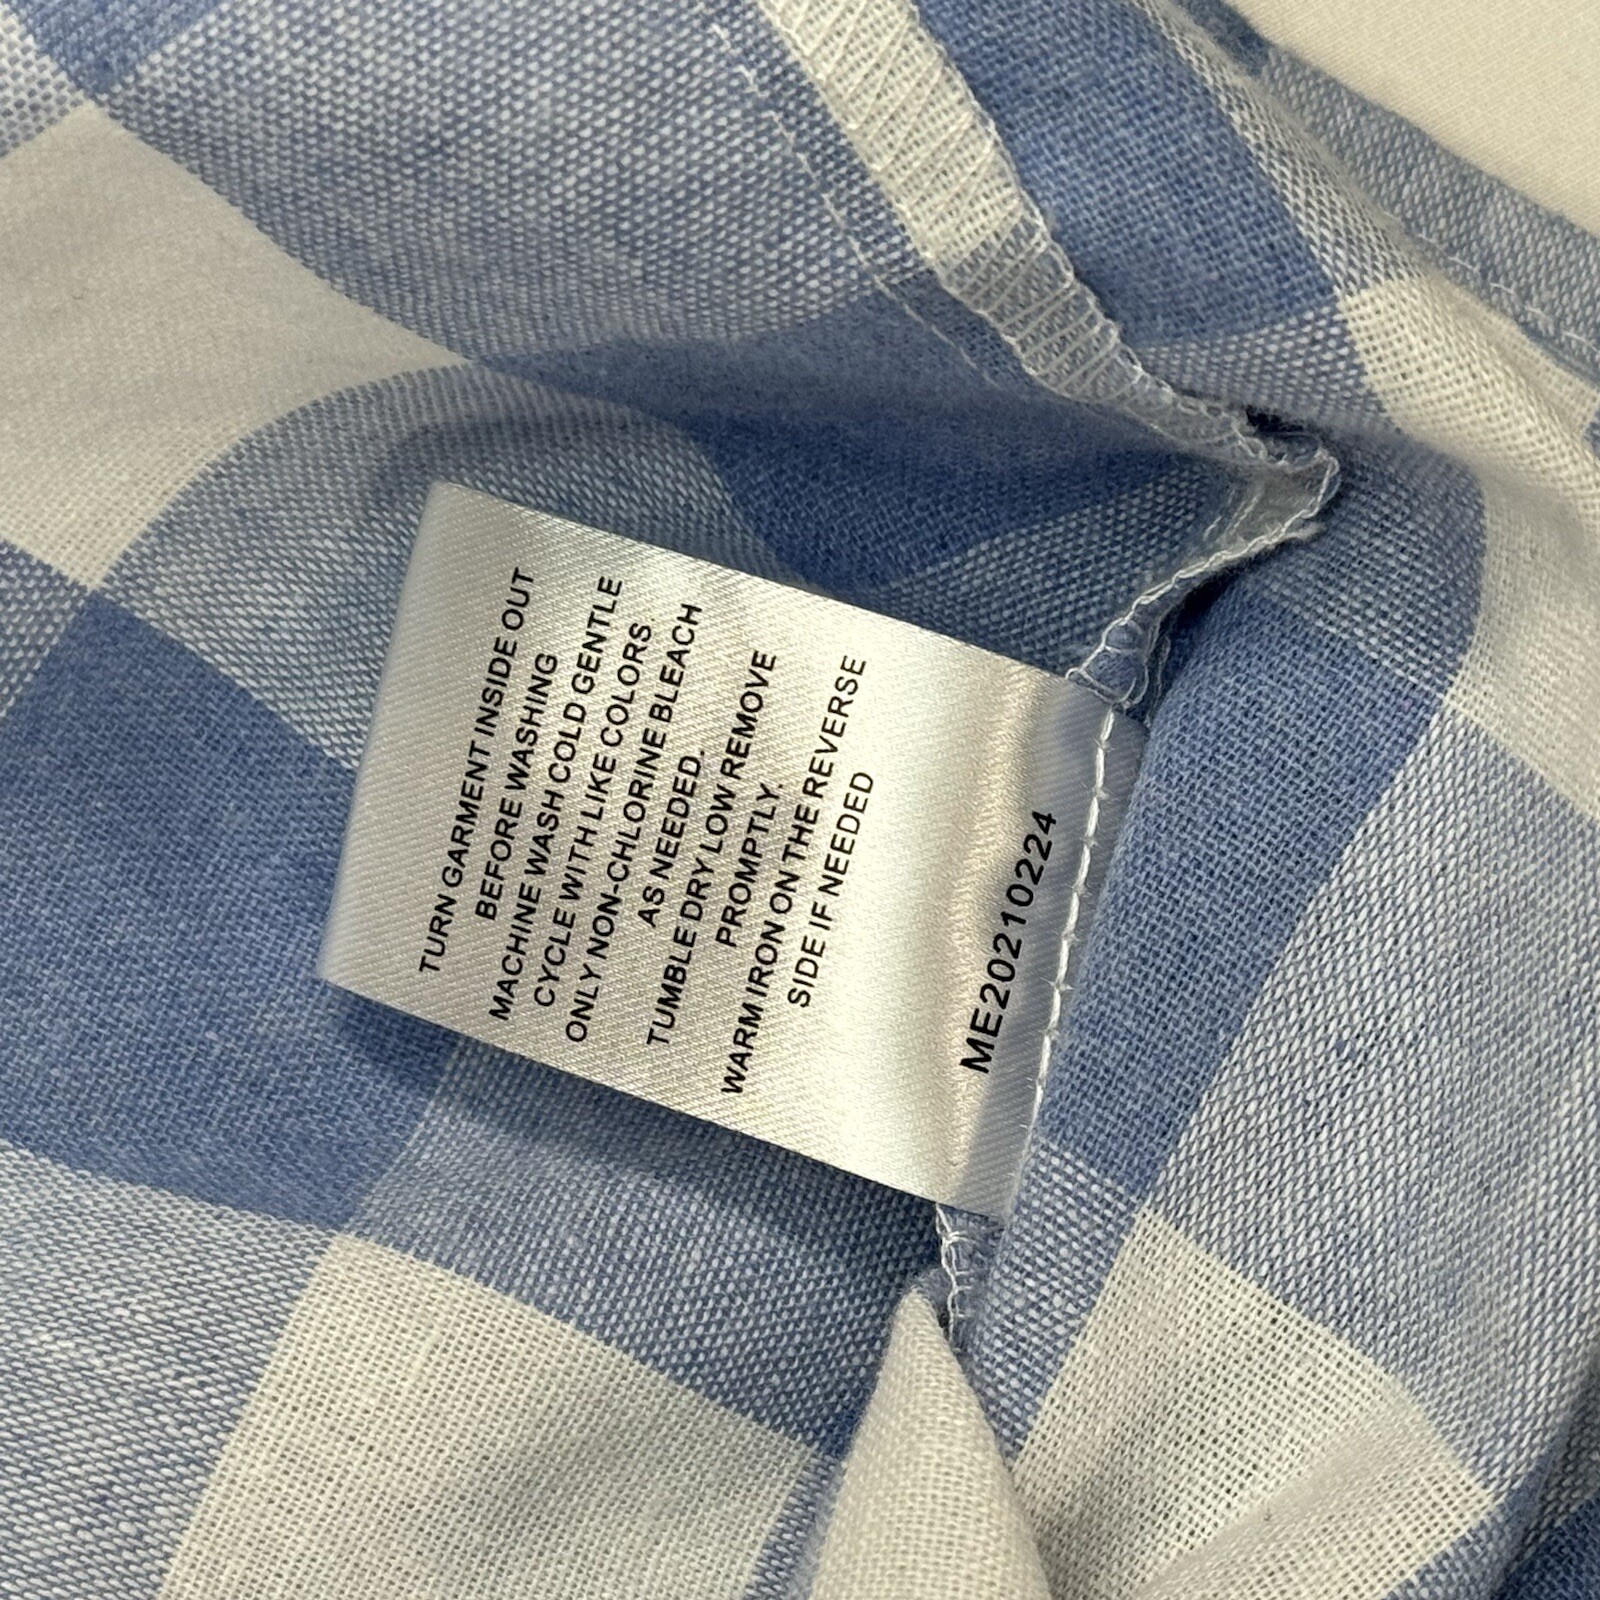 TURN GARMENT INSIDE OUT
BEFORE WASHING
MACHINE WASH COLD GENTLE
CYCLE WITH LIKE COLORS
ONLY NON-CHLORINE BLEACH
AS NEEDED.
TUMBLE DRY LOW REMOVE
PROMPTLY.
WARM IRON ON THE REVERSE
SIDE IF NEEDED
ME20210224